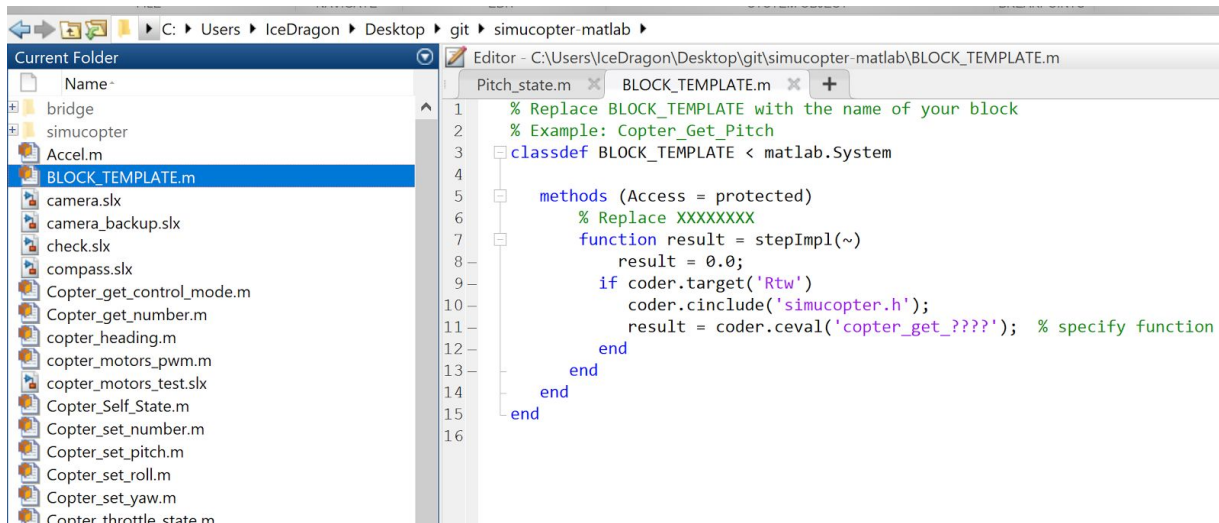 C: ▸ Users ▸ IceDragon ▸ Desktop ▸ git ▸ simucopter-matlab ▸
Current Folder
Name
bridge
simucopter
Accel.m
BLOCK_TEMPLATE.m
camera.slx
camera_backup.slx
check.slx
compass.slx
Copter_get_control_mode.m
Copter_get_number.m
copter_heading.m
copter_motors_pwm.m
copter_motors_test.slx
Copter_Self_State.m
Copter_set_number.m
Copter_set_pitch.m
Copter_set_roll.m
Copter_set_yaw.m
Copter_throttle_state.m
Editor - C:\Users\IceDragon\Desktop\git\simucopter-matlab\BLOCK_TEMPLATE.m
Pitch_state.m BLOCK_TEMPLATE.m
1 % Replace BLOCK_TEMPLATE with the name of your block
2 % Example: Copter_Get_Pitch
3 classdef BLOCK_TEMPLATE < matlab.System
4
5 methods (Access = protected)
6 % Replace XXXXXXXX
7 function result = stepImpl(~)
8 result = 0.0;
9 if coder.target('Rtw')
10 coder.cinclude('simucopter.h');
11 result = coder.ceval('copter_get_????'); % specify function
12 end
13 end
14 end
15 end
16